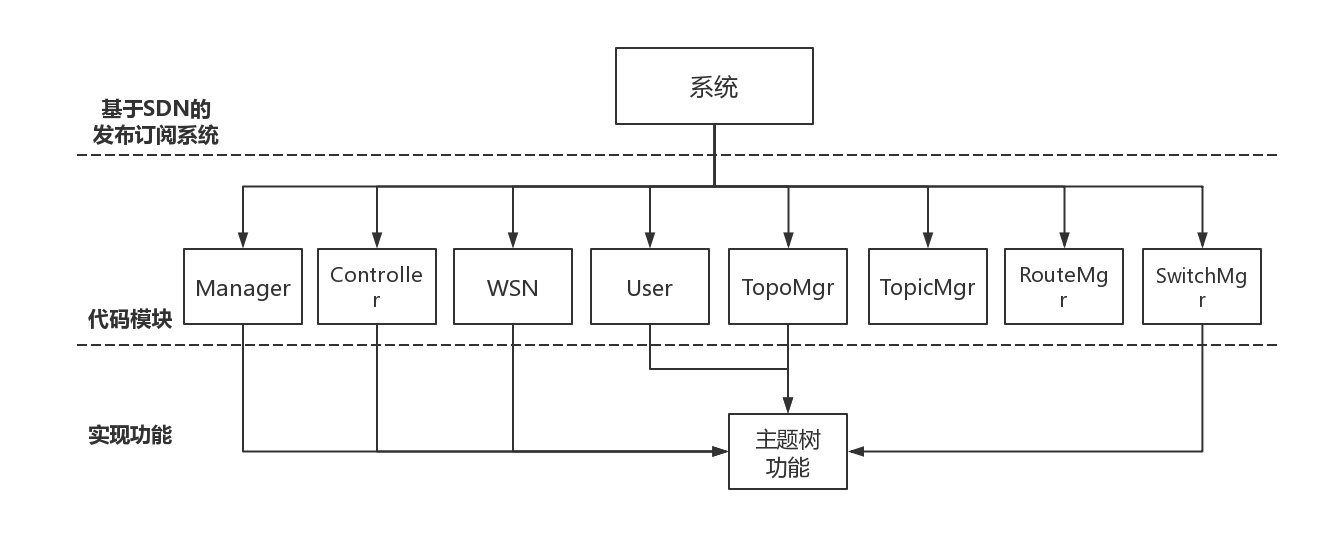 系统
基于SDN的
发布订阅系统
Manager
Controlle
r
WSN
User
TopoMgr
TopicMgr
RouteMg
r
SwitchMg
r
代码模块
实现功能
主题树
功能